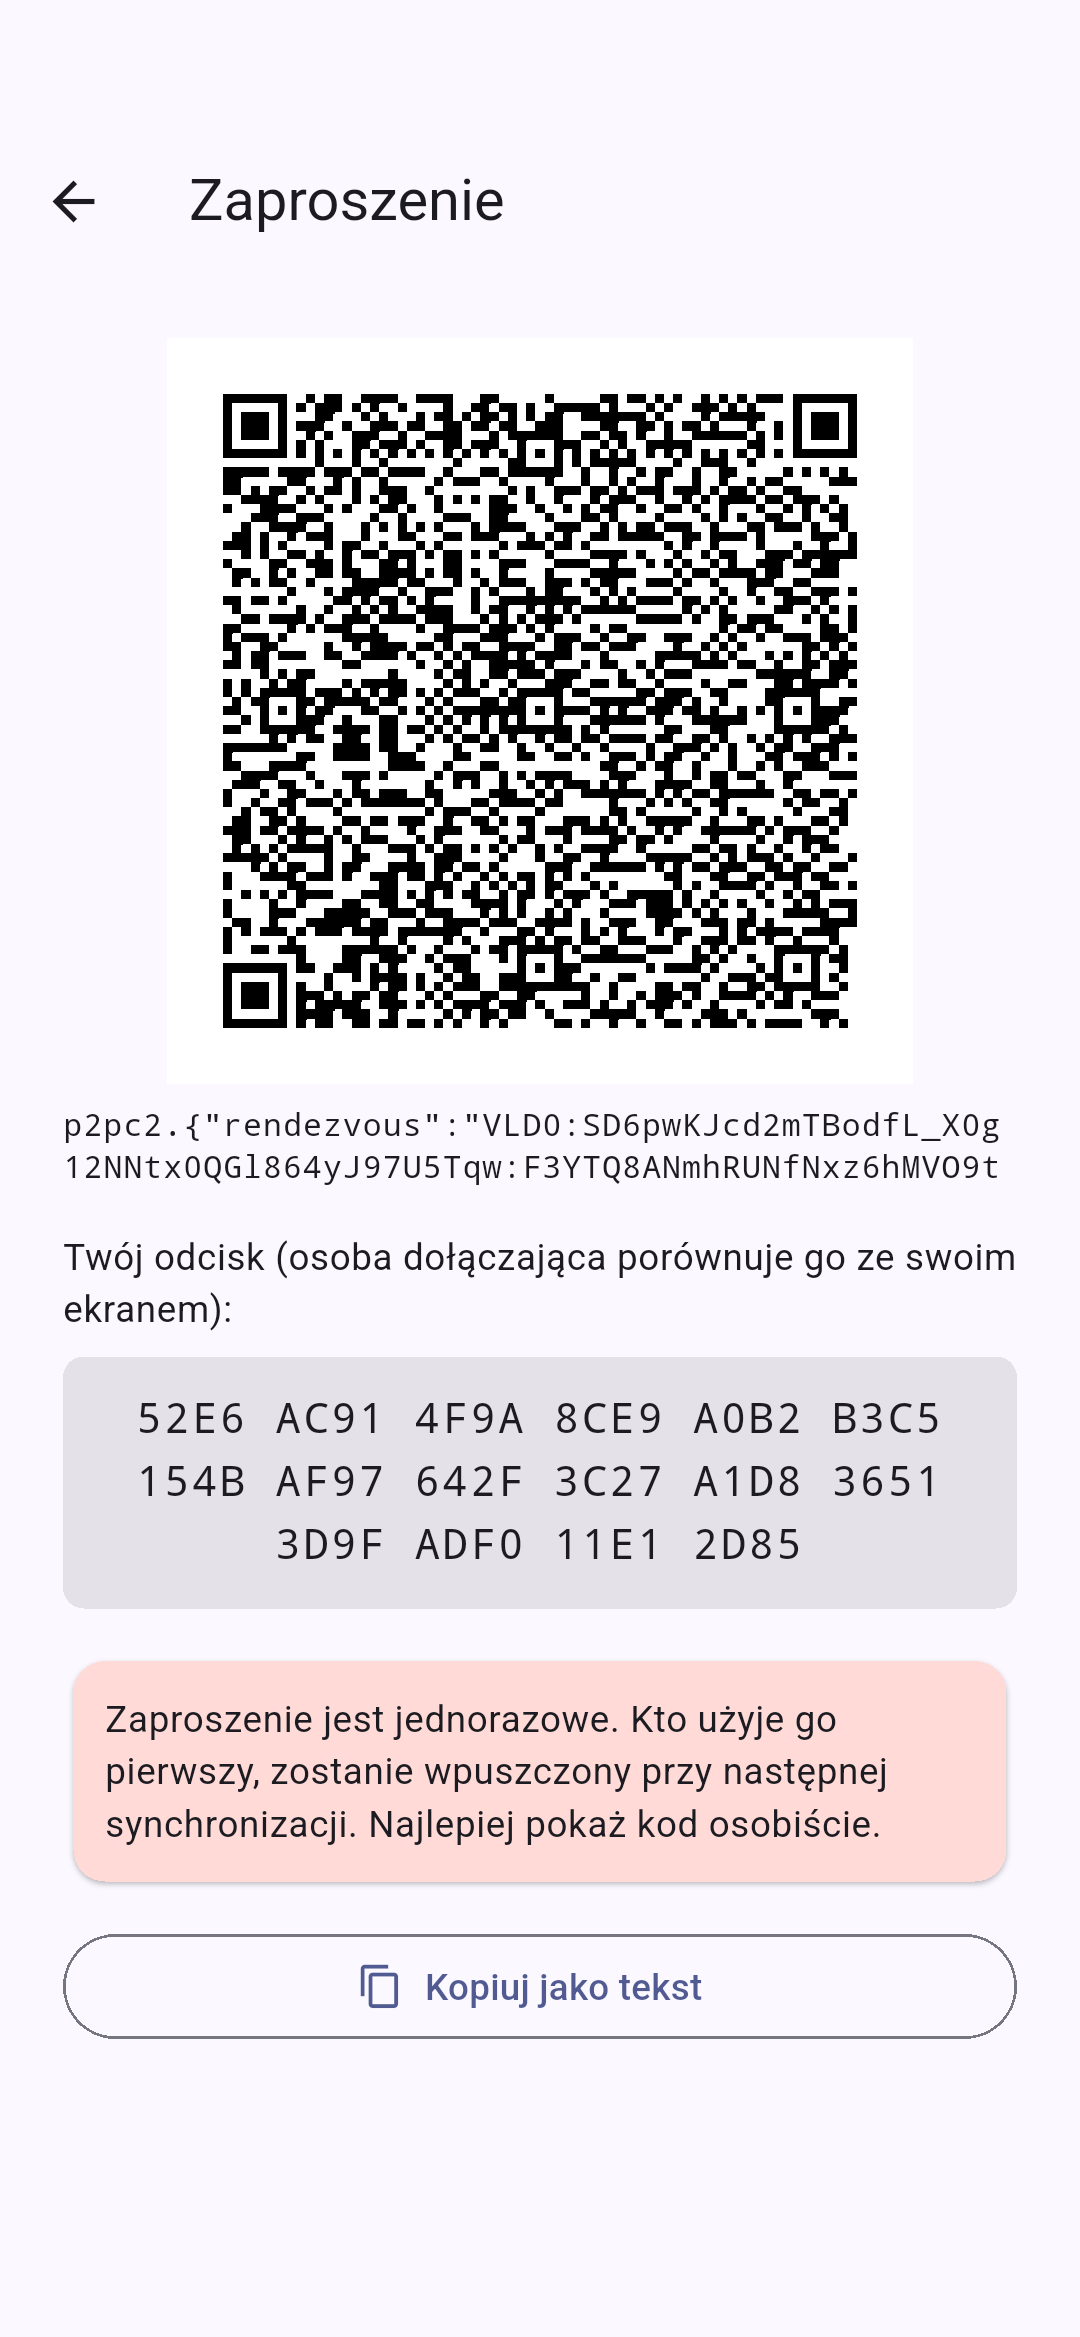 Zaproszenie
p2pc2.{"rendezvous":"VLD0:SD6pwKJcd2mTBodfL_X0g
12NNtx0QGl864yJ97U5Tqw:F3YTQ8ANmhRUNfNxz6hMVO9t
Twój odcisk (osoba dołączająca porównuje go ze swoim
ekranem):
52E6 AC91 4F9A 8CE9 A0B2 B3C5
154B AF97 642F 3C27 A1D8 3651
3D9F ADF0 11E1 2D85
Zaproszenie jest jednorazowe. Kto użyje go
pierwszy, zostanie wpuszczony przy następnej
synchronizacji. Najlepiej pokaż kod osobiście.
Kopiuj jako tekst